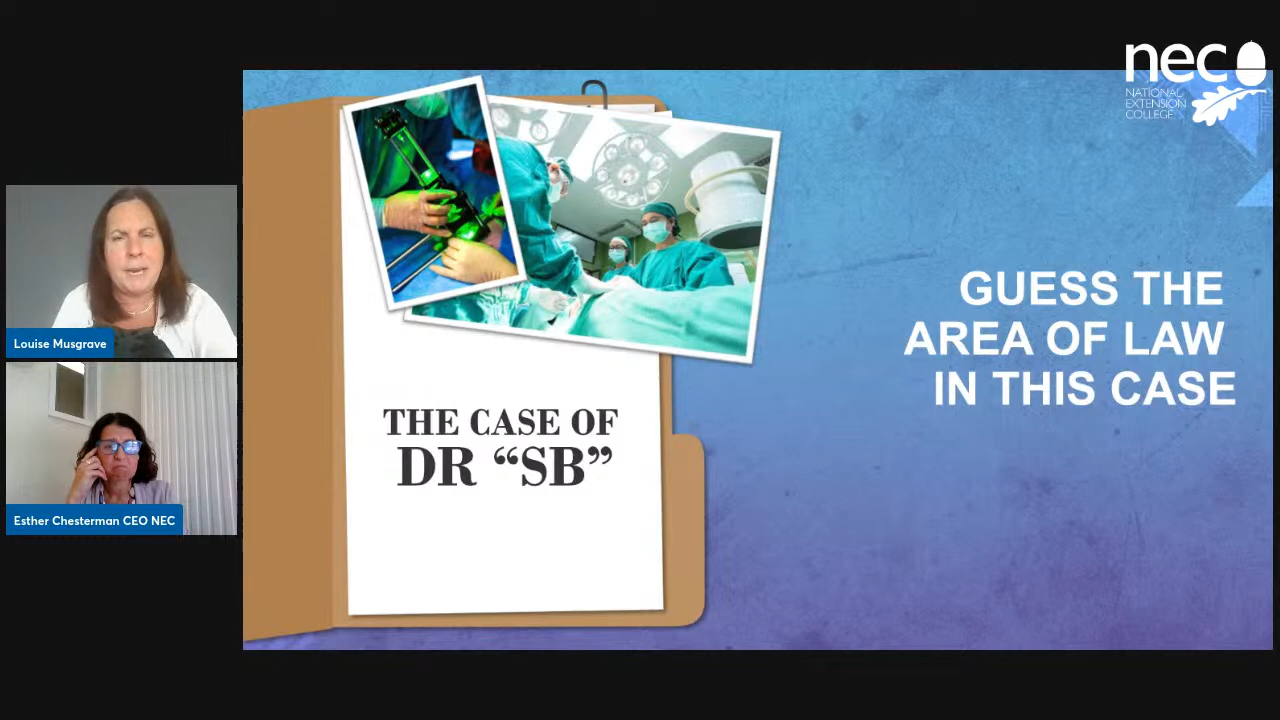 nec
NATIONAL
EXTENSION
COLLEGE
Louise Musgrave
Esther Chesterman CEO NEC
THE CASE OF
DR “SB”
GUESS THE
AREA OF LAW
IN THIS CASE